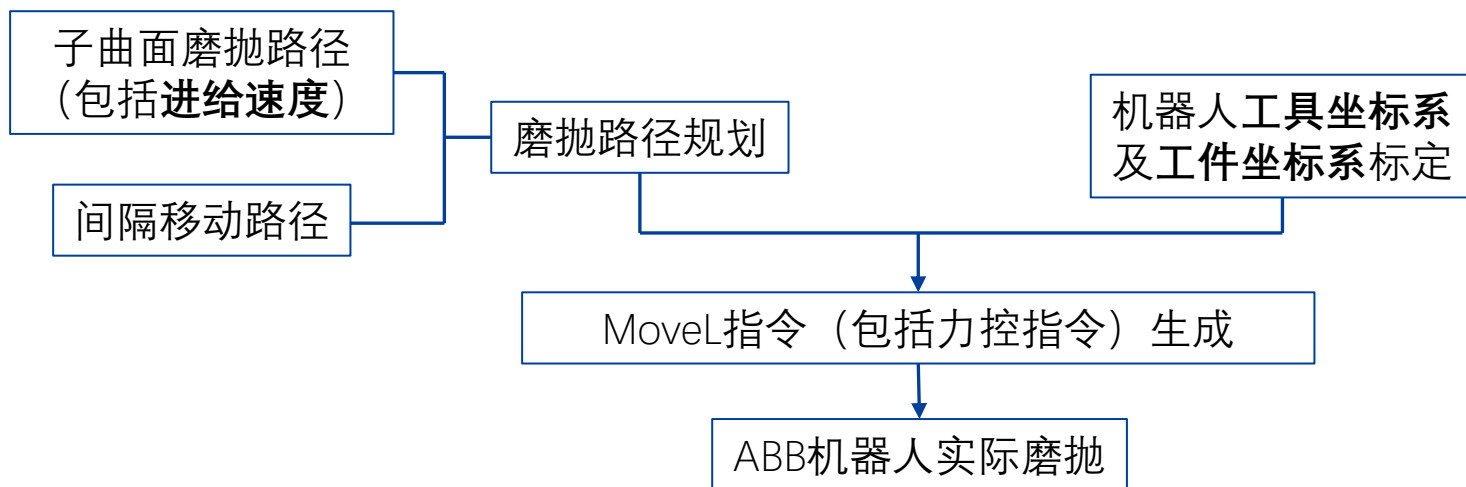 子曲面磨抛路径
（包括进给速度）
间隔移动路径
磨抛路径规划
机器人工具坐标系
及工件坐标系标定
MoveL指令（包括力控指令）生成
ABB机器人实际磨抛